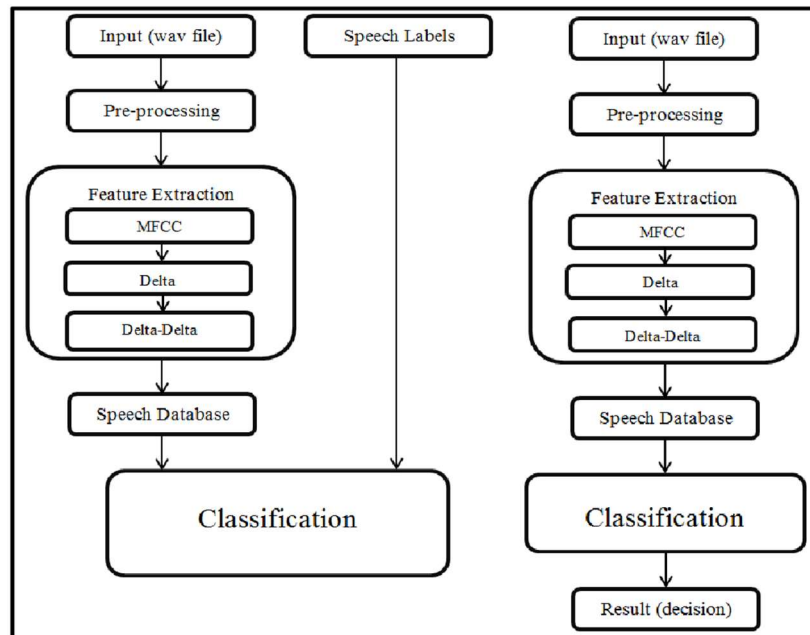 Input (wav file)
Pre-processing
Feature Extraction
MFCC
Delta
Delta-Delta
Speech Database
Speech Labels
Classification
Input (wav file)
Pre-processing
Feature Extraction
MFCC
Delta
Delta-Delta
Speech Database
Classification
Result (decision)